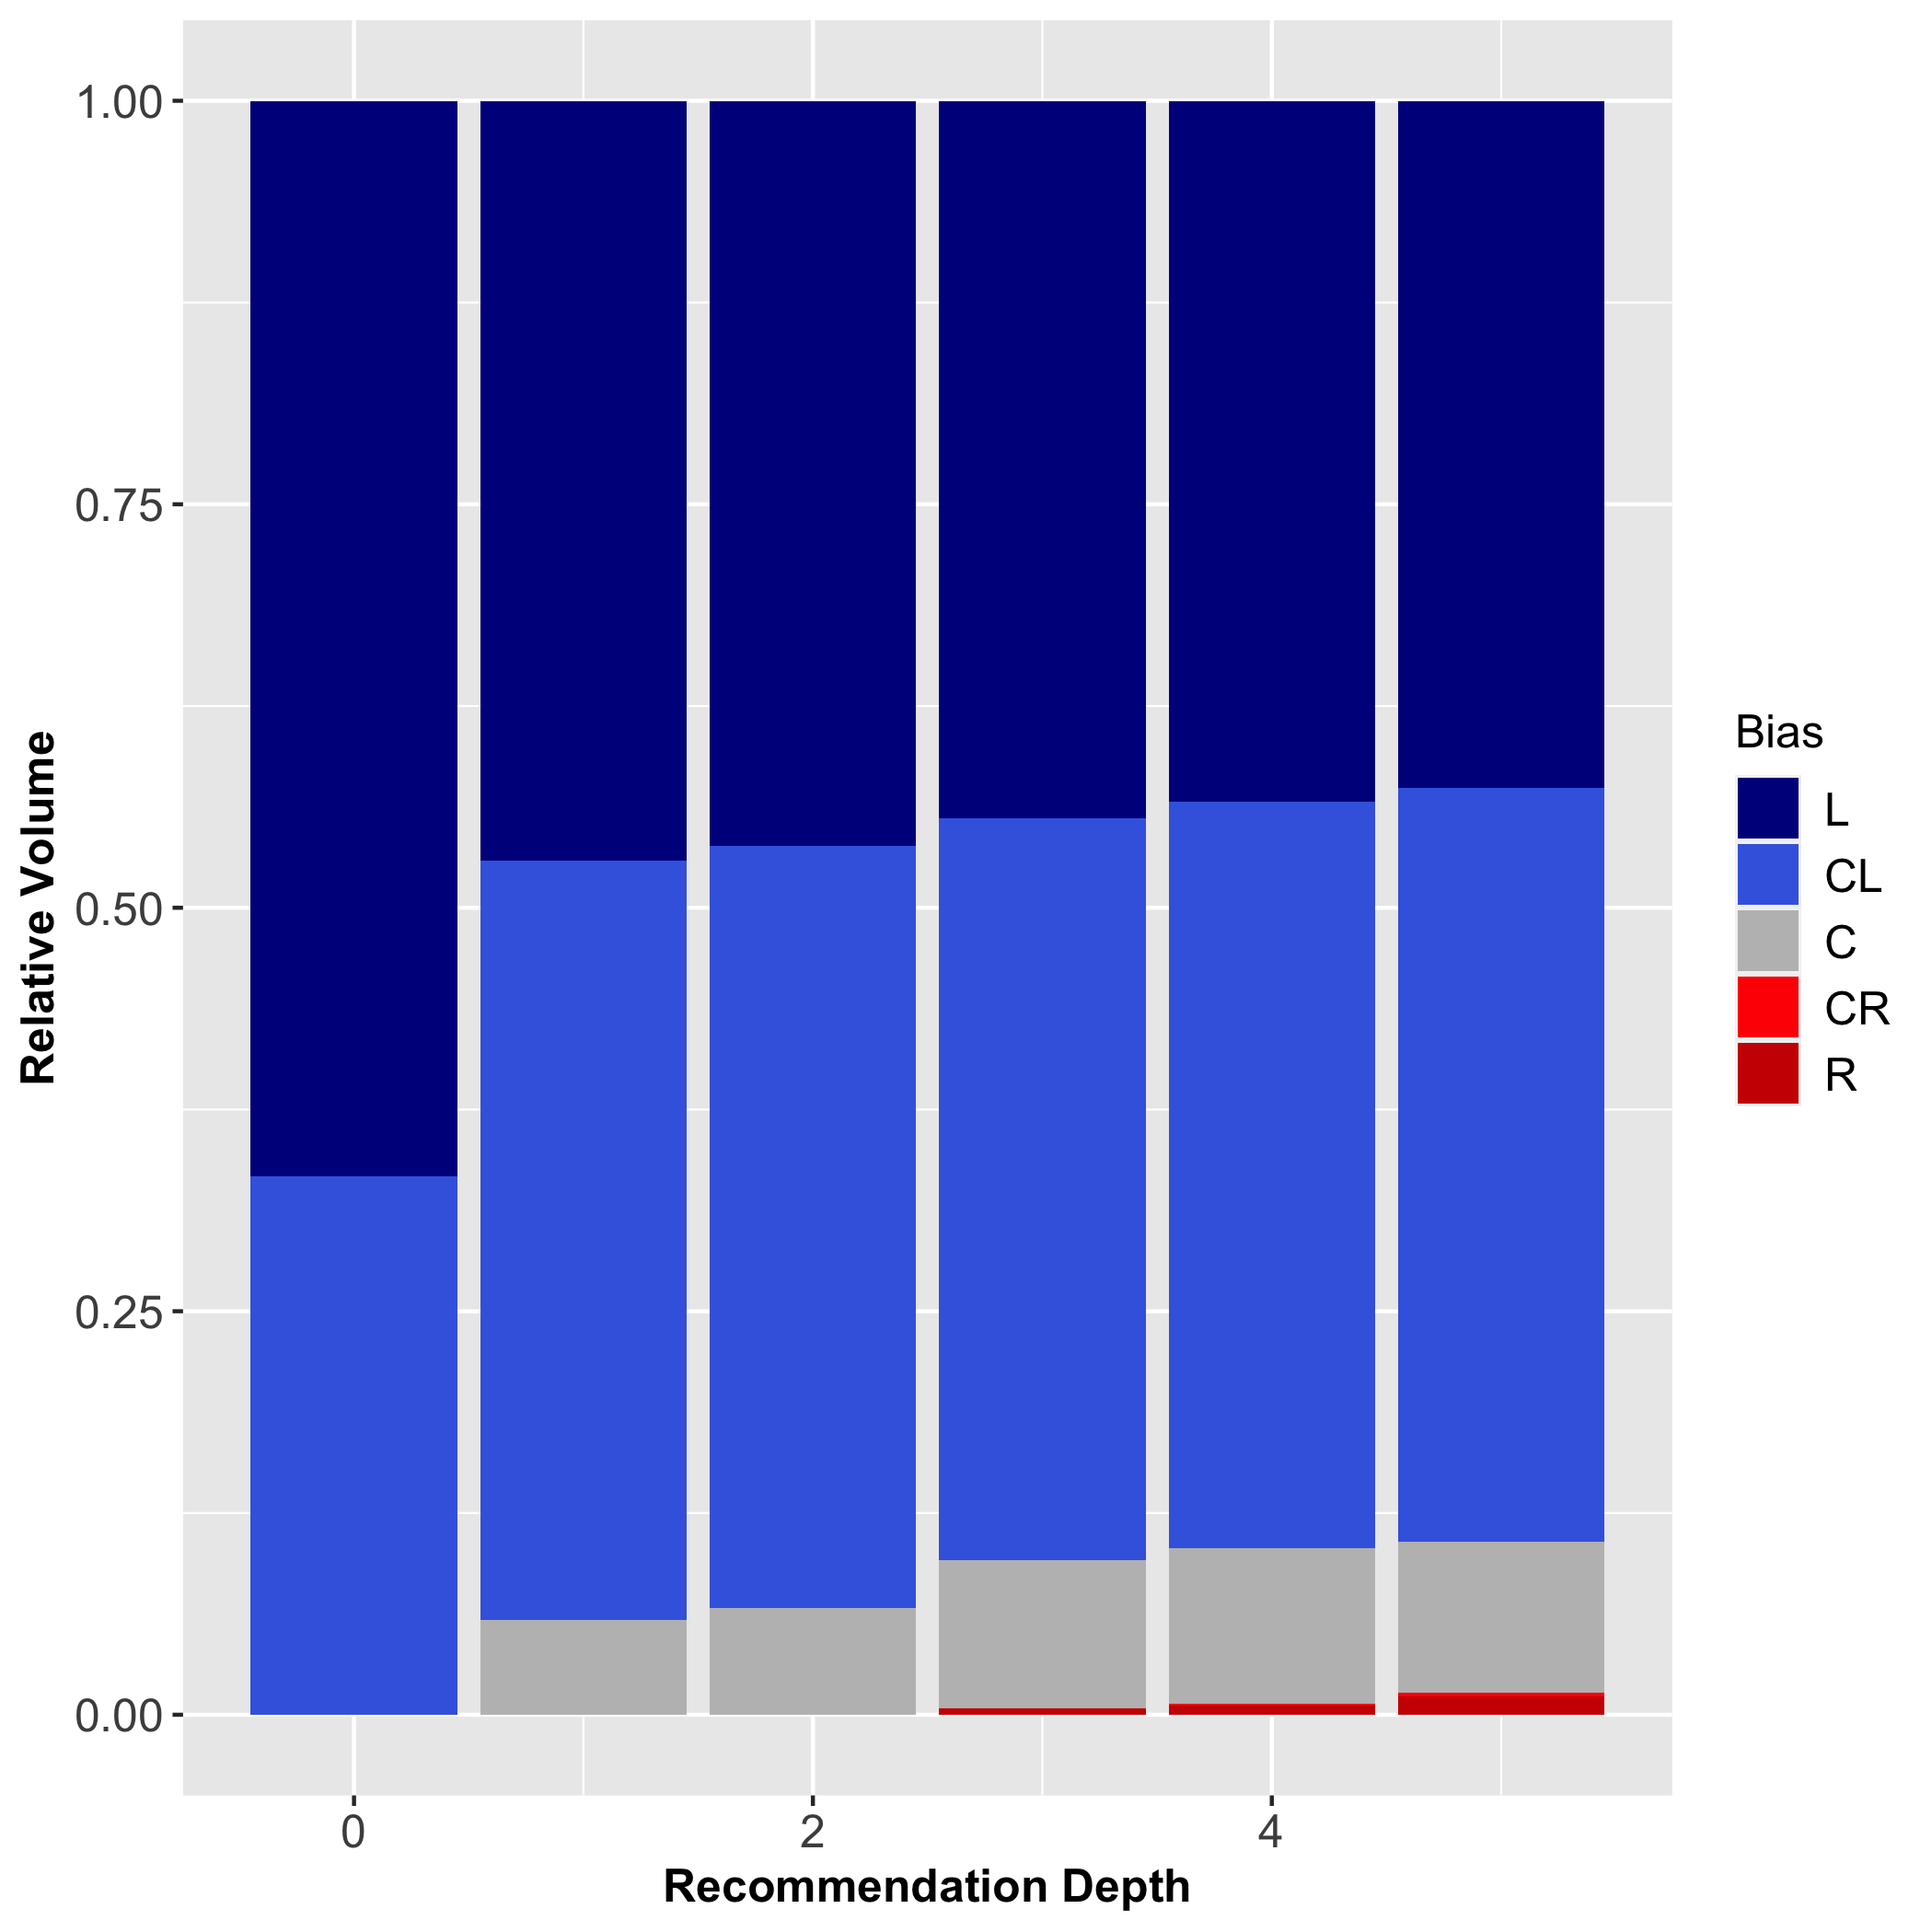 1.00
0.75
0.50
0.25
0.00
Relative Volume
0
2
4
Recommendation Depth
Bias
L
CL
C
CR
R